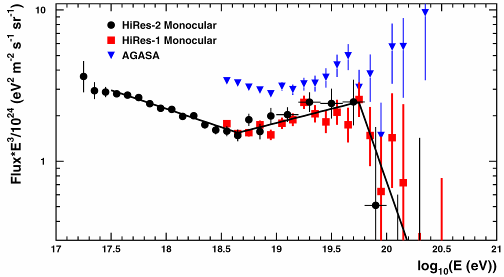 Flux*E³/10²⁴ (eV² m⁻² s⁻¹ sr⁻¹)
10
1
HiRes-2 Monocular
HiRes-1 Monocular
AGASA
17 17.5 18 18.5 19 19.5 20 20.5 21
log₁₀(E (eV))